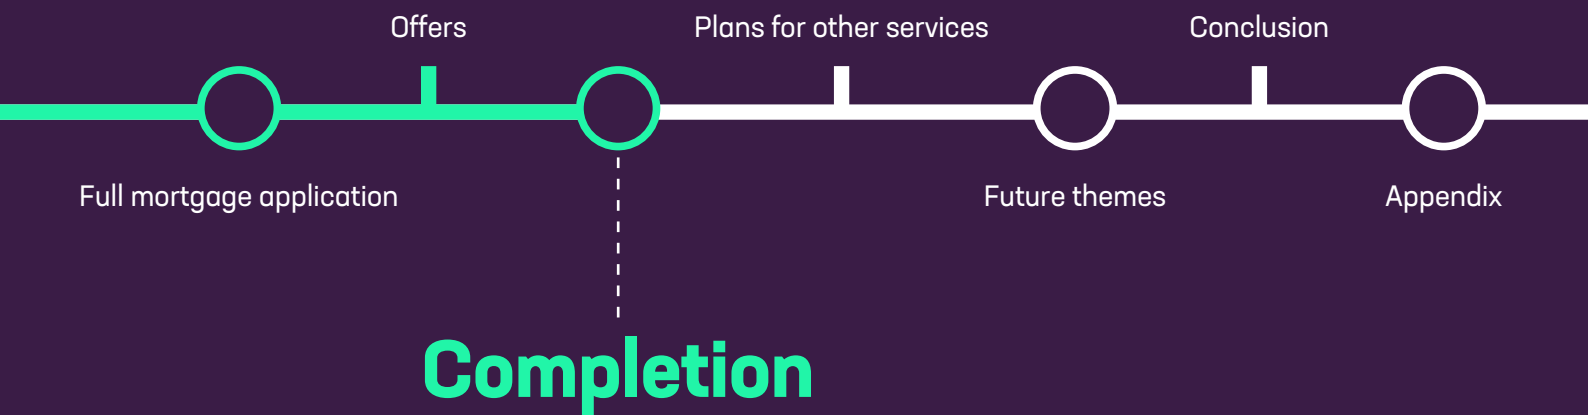 Offers
Plans for other services
Conclusion
Full mortgage application
Future themes
Appendix
Completion